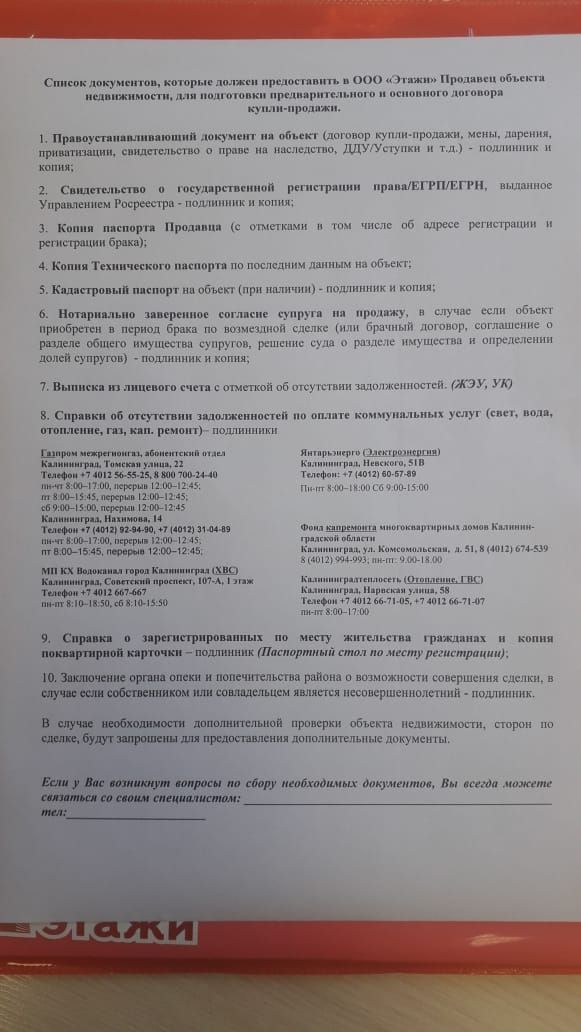 Список документов, которые должен предоставить в ООО «Этажи» Продавец объекта
недвижимости, для подготовки предварительного и основного договора
купли-продажи.
1. Правоустанавливающий документ на объект (договор купли-продажи, мены, дарения,
приватизации, свидетельство о праве на наследство, ДДУ/Уступки и т.д.) - подлинник и
копия;
2. Свидетельство о государственной регистрации права/ЕГРП/ЕГРН, выданное
Управлением Росреестра - подлинник и копия;
3. Копия паспорта Продавца (с отметками в том числе об адресе регистрации и
регистрации брака);
4. Копия Технического паспорта по последним данным на объект;
5. Кадастровый паспорт на объект (при наличии) - подлинник и копия;
6. Нотариально заверенное согласие супруга на продажу, в случае если объект
приобретен в период брака по возмездной сделке (или брачный договор, соглашение о
разделе общего имущества супругов, решение суда о разделе имущества и определении
долей супругов) - подлинник и копия;
7. Выписка из лицевого счета с отметкой об отсутствии задолженностей. (ЖЭУ, УК)
8. Справки об отсутствии задолженностей по оплате коммунальных услуг (свет, вода,
отопление, газ, кап. ремонт)– подлинники
Газпром межрегионгаз, абонентский отдел
Калининград, Томская улица, 22
Телефон +7 4012 56-55-25, 8 800 700-24-40
пн-чт 8:00–17:00, перерыв 12:00–12:45;
пт 8:00–15:45, перерыв 12:00–12:45;
сб 9:00–15:00, перерыв 12:00–12:45
Калининград, Нахимова, 14
Телефон +7 4012) 92-94-90, +7 4012) 31-04-89
пн-чт 8:00–17:00, перерыв 12:00–12:45;
пт 8:00–15:45, перерыв 12:00–12:45;
МП КХ Водоканал город Калининград (ХВС)
Калининград, Советский проспект, 107-А, 1 этаж
Телефон +7 4012 667-667
пн-пт 8:10–18:50, сб 8:10-15:50
Янтарьэнерго (Электроэнергия)
Калининград, Невского, 51В
Телефон: +7 (4012) 60-57-89
Пн-пт 8:00–18:00 Сб 9:00-15:00
Фонд капремонта многоквартирных домов Калинин-
градской области
Калининград, ул. Комсомольская, д. 51, 8 (4012) 674-539
8 (4012) 994-993; пн-пт: 9.00-18.00
Калининградтеплосеть (Отопление, ГВС)
Калининград, Нарвская улица, 58
Телефон +7 4012 66-71-05, +7 4012 66-71-07
пн-пт 8:00–17:00
9. Справка о зарегистрированных по месту жительства гражданах и копия
поквартирной карточки – подлинник (Паспортный стол по месту регистрации);
10. Заключение органа опеки и попечительства района о возможности совершения сделки, в
случае если собственником или совладельцем является несовершеннолетний - подлинник.
В случае необходимости дополнительной проверки объекта недвижимости, сторон по
сделке, будут запрошены для предоставления дополнительные документы.
Если у Вас возникнут вопросы по сбору необходимых документов, Вы всегда можете
связаться со своим специалистом:
тел:
этажи